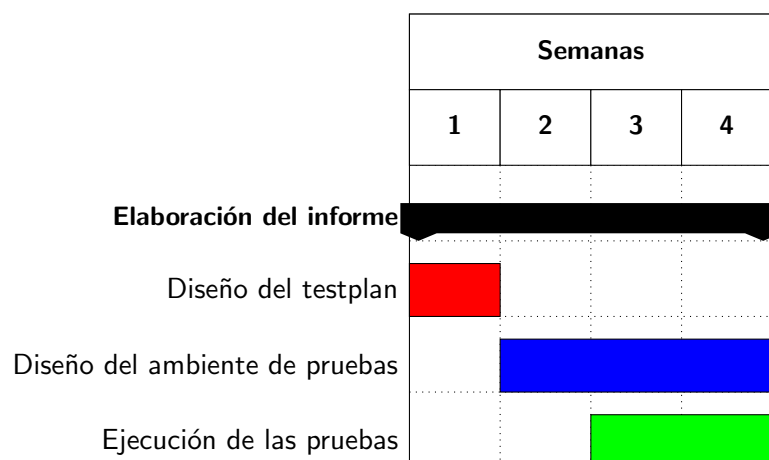 Semanas
1 2 3 4
Elaboración del informe
Diseño del testplan
Diseño del ambiente de pruebas
Ejecución de las pruebas